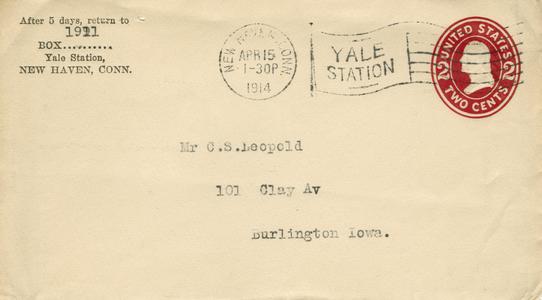 After 5 days, return to
1911
BOX..........
Yale Station,
NEW HAVEN, CONN.
NEW HAVEN, CONN.
APR 15
1-30P
1914
YALE
STATION
UNITED STATES
2 2
TWO CENTS
Mr C.S.Leopold
101 Clay Av
Burlington Iowa.